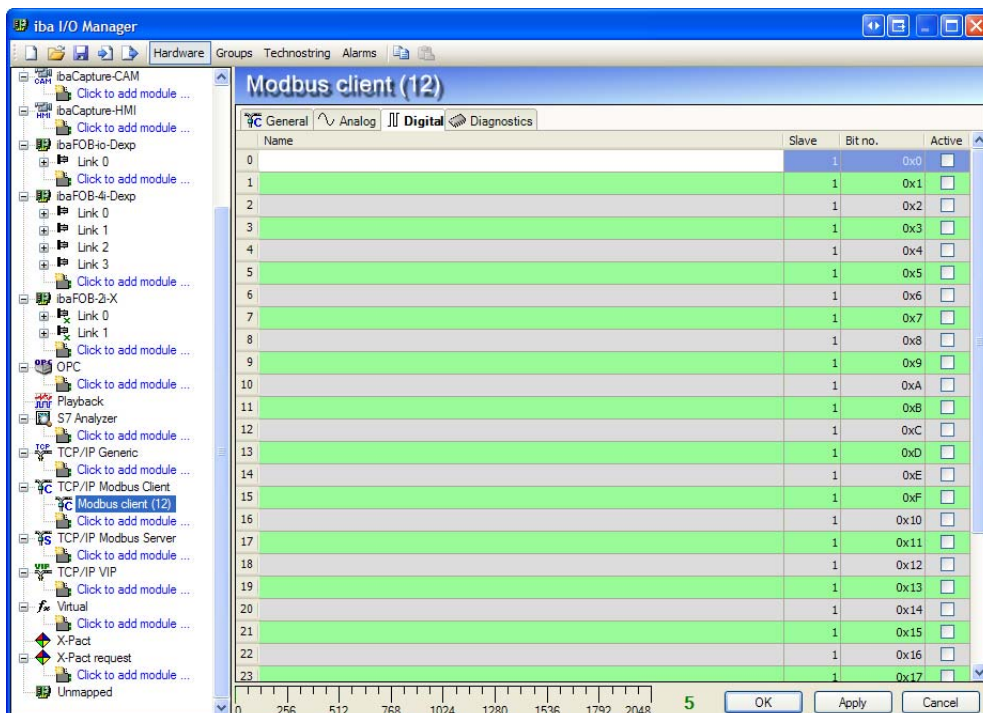 iba I/O Manager
Hardware Groups Technostring Alarms
ibaCapture-CAM
Click to add module ...
ibaCapture-HMI
Click to add module ...
ibaFOB-io-Dexp
Link 0
Click to add module ...
ibaFOB-4i-Dexp
Link 0
Link 1
Link 2
Link 3
Click to add module ...
ibaFOB-2i-X
Link 0
Link 1
Click to add module ...
OPC
Click to add module ...
Playback
S7 Analyzer
Click to add module ...
TCP/IP Generic
Click to add module ...
TCP/IP Modbus Client
Modbus client (12)
Click to add module ...
TCP/IP Modbus Server
Click to add module ...
TCP/IP VIP
Click to add module ...
Virtual
Click to add module ...
X-Pact
X-Pact request
Click to add module ...
Unmapped
Modbus client (12)
General Analog Digital Diagnostics
Name Slave Bit no. Active
0 1 0x0
1 1 0x1
2 1 0x2
3 1 0x3
4 1 0x4
5 1 0x5
6 1 0x6
7 1 0x7
8 1 0x8
9 1 0x9
10 1 0xA
11 1 0xB
12 1 0xC
13 1 0xD
14 1 0xE
15 1 0xF
16 1 0x10
17 1 0x11
18 1 0x12
19 1 0x13
20 1 0x14
21 1 0x15
22 1 0x16
23 1 0x17
0 256 512 768 1024 1280 1536 1792 2048 5 OK Apply Cancel